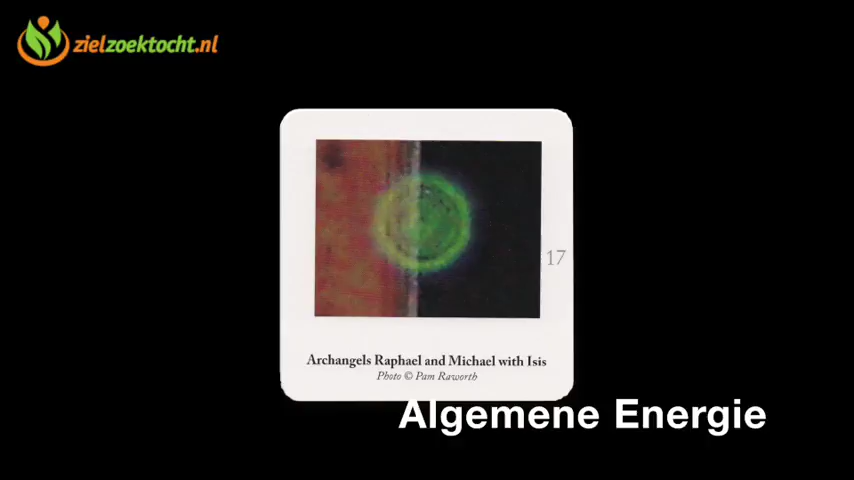 zielzoektocht.nl
17
Archangels Raphael and Michael with Isis
Photo © Pam Raworth
Algemene Energie